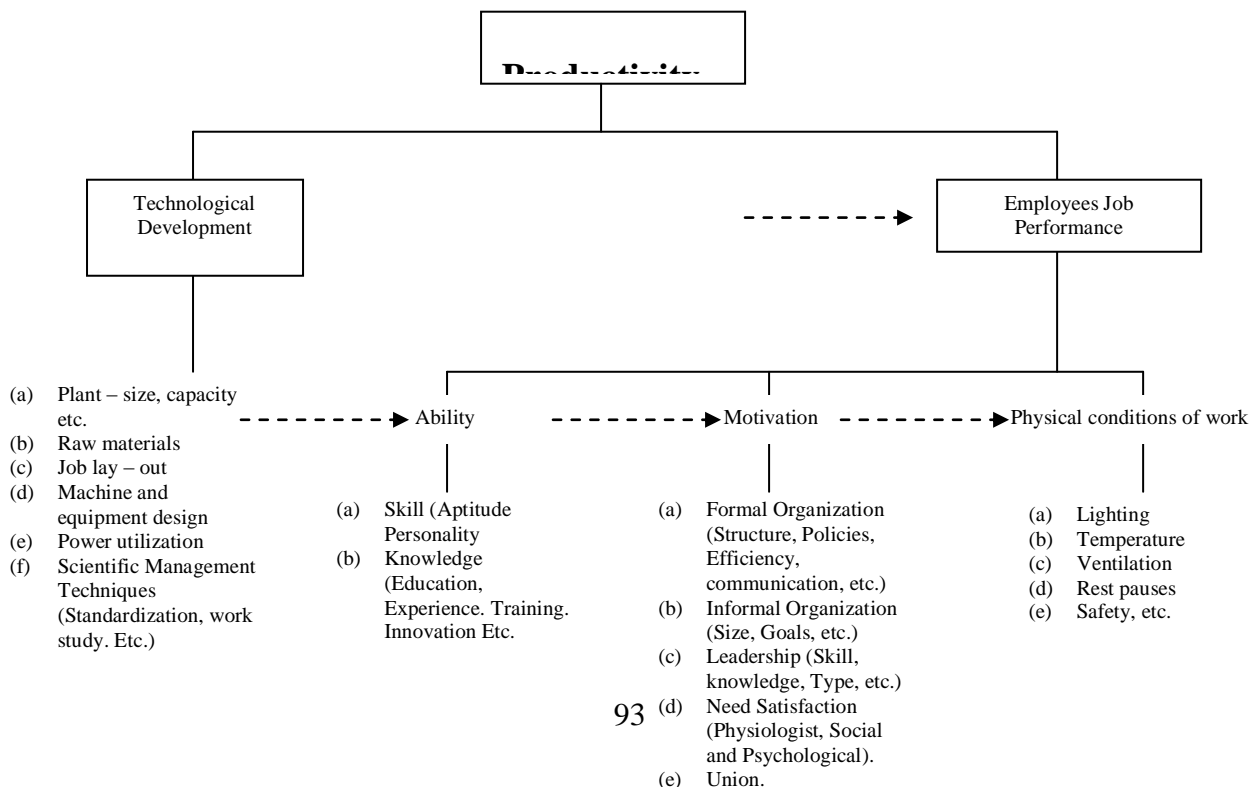 Productivity
Technological
Development
Employees Job
Performance
(a) Plant – size, capacity
etc.
(b) Raw materials
(c) Job lay – out
(d) Machine and
equipment design
(e) Power utilization
(f) Scientific Management
Techniques
(Standardization, work
study. Etc.)
Ability
(a) Skill (Aptitude
Personality
(b) Knowledge
(Education,
Experience. Training.
Innovation Etc.
Motivation
(a) Formal Organization
(Structure, Policies,
Efficiency,
communication, etc.)
(b) Informal Organization
(Size, Goals, etc.)
(c) Leadership (Skill,
knowledge, Type, etc.)
(d) Need Satisfaction
(Physiologist, Social
and Psychological).
(e) Union.
Physical conditions of work
(a) Lighting
(b) Temperature
(c) Ventilation
(d) Rest pauses
(e) Safety, etc.
93